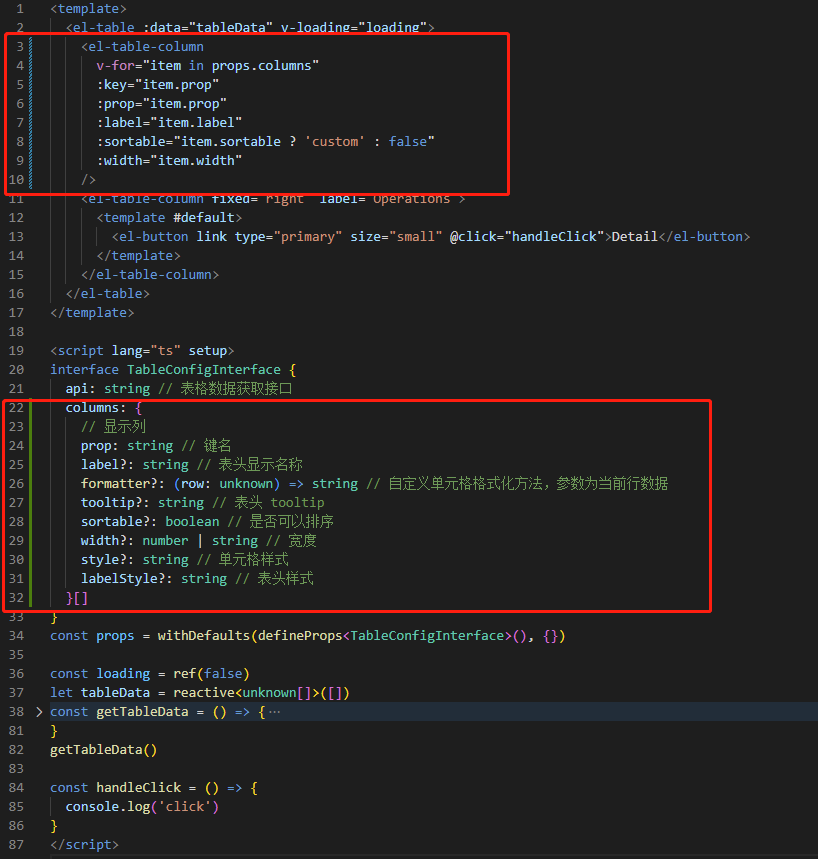 1 <template>
2 <el-table :data="tableData" v-loading="loading">
3 <el-table-column
4 v-for="item in props.columns"
5 :key="item.prop"
6 :prop="item.prop"
7 :label="item.label"
8 :sortable="item.sortable ? 'custom' : false"
9 :width="item.width"
10 />
11 <el-table-column fixed="right" label="Operations">
12 <template #default>
13 <el-button link type="primary" size="small" @click="handleClick">Detail</el-button>
14 </template>
15 </el-table-column>
16 </el-table>
17 </template>
18
19 <script lang="ts" setup>
20 interface TableConfigInterface {
21 api: string // 表格数据获取接口
22 columns: {
23 // 显示列
24 prop: string // 键名
25 label?: string // 表头显示名称
26 formatter?: (row: unknown) => string // 自定义单元格格式化方法，参数为当前行数据
27 tooltip?: string // 表头 tooltip
28 sortable?: boolean // 是否可以排序
29 width?: number | string // 宽度
30 style?: string // 单元格样式
31 labelStyle?: string // 表头样式
32 }[]
33 }
34 const props = withDefaults(defineProps<TableConfigInterface>(), {})
35
36 const loading = ref(false)
37 let tableData = reactive<unknown[]>([])
38 const getTableData = () => {…
81 }
82 getTableData()
83
84 const handleClick = () => {
85 console.log('click')
86 }
87 </script>